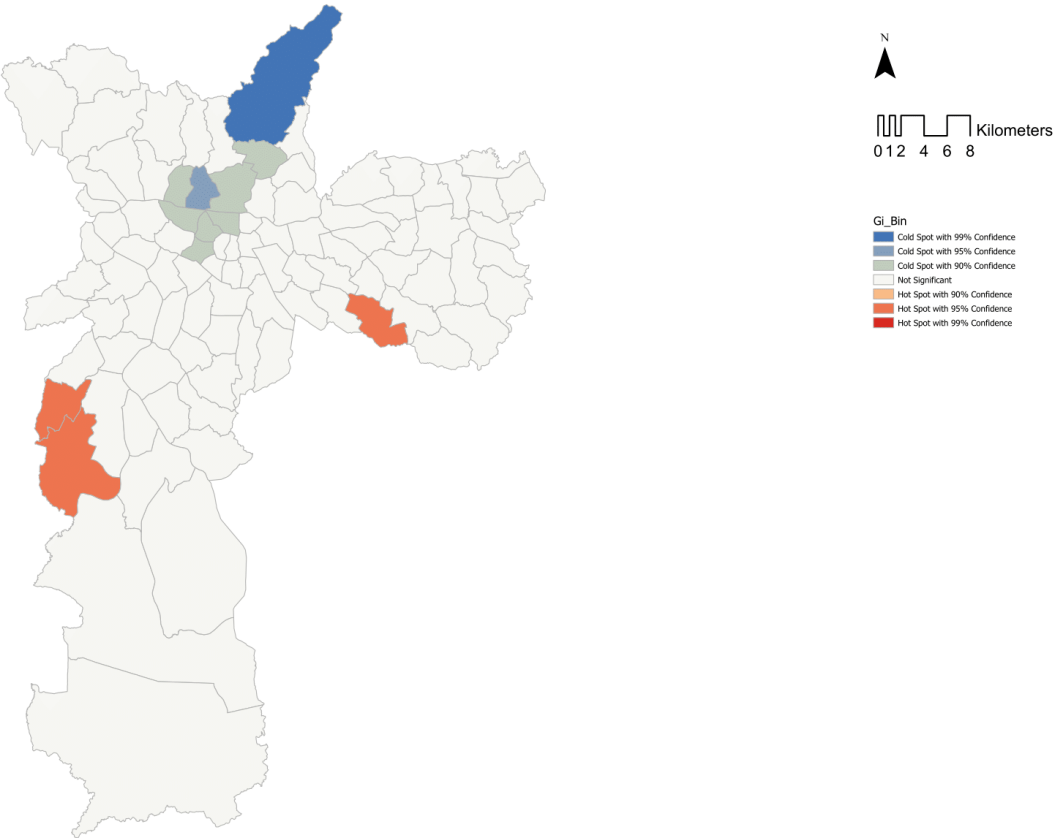 N
Kilometers
0 1 2 4 6 8
Gi_Bin
Cold Spot with 99% Confidence
Cold Spot with 95% Confidence
Cold Spot with 90% Confidence
Not Significant
Hot Spot with 90% Confidence
Hot Spot with 95% Confidence
Hot Spot with 99% Confidence